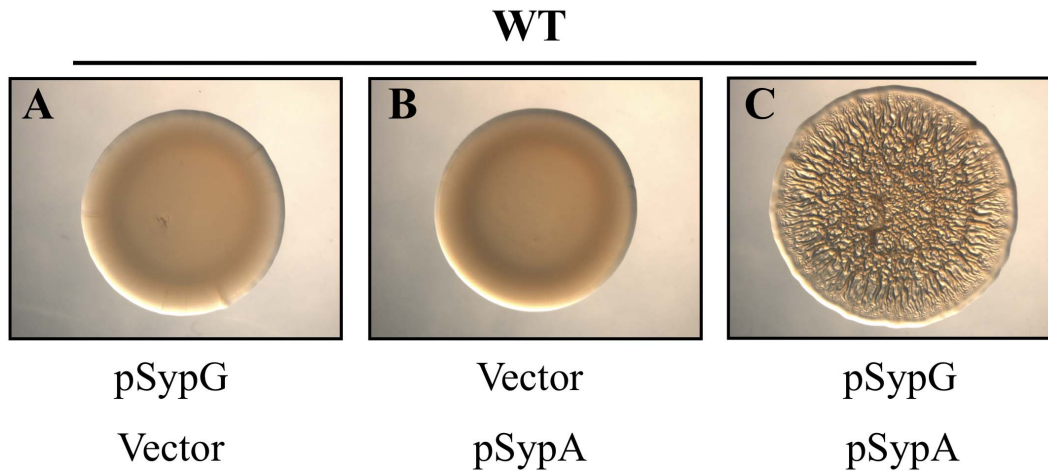 WT
A B C
pSypG Vector pSypG
Vector pSypA pSypA